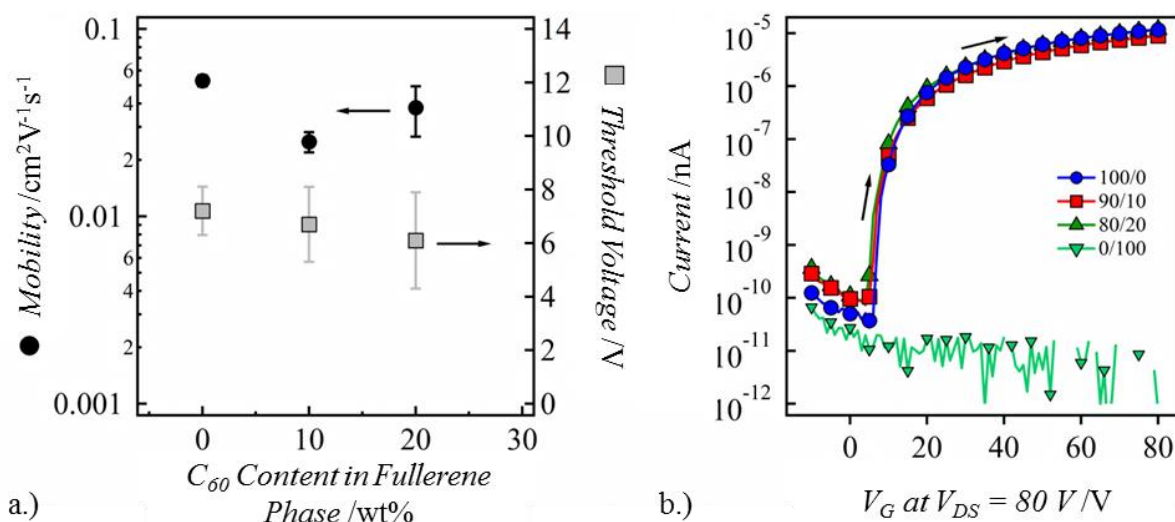 0.1
6
4
2
0.01
6
4
2
0.001
Mobility /cm²V⁻¹s⁻¹
14
12
10
8
6
4
2
0
Threshold Voltage /V
0 10 20 30
C₆₀ Content in Fullerene
Phase /wt%
a.)
10⁻⁵
10⁻⁶
10⁻⁷
10⁻⁸
10⁻⁹
10⁻¹⁰
10⁻¹¹
10⁻¹²
Current /nA
100/0
90/10
80/20
0/100
0 20 40 60 80
V_G at V_DS = 80 V/V
b.)